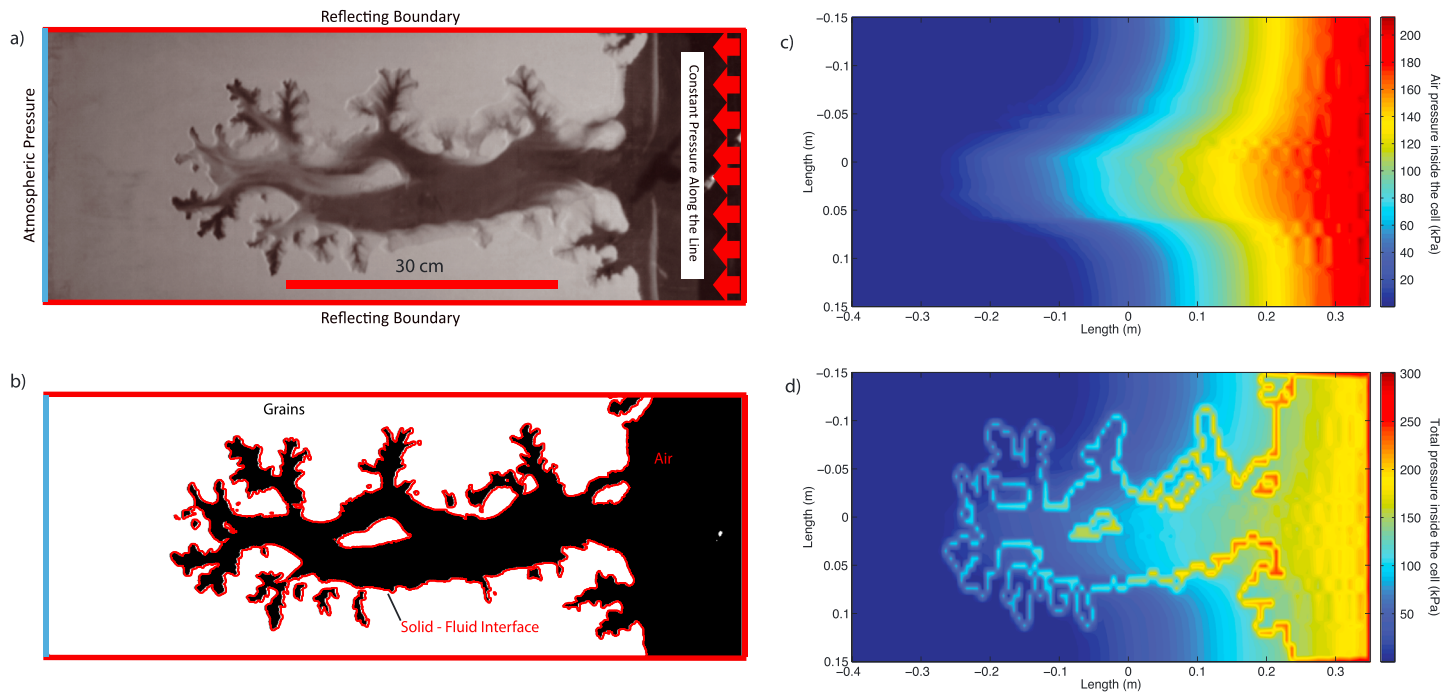 a)
Reflecting Boundary
Atmospheric Pressure
Constant Pressure Along the Line
30 cm
Reflecting Boundary
b)
Grains
Air
Solid - Fluid Interface
c)
−0.15
−0.1
−0.05
0
0.05
0.1
0.15
Length (m)
−0.4
−0.3
−0.2
−0.1
0
0.1
0.2
0.3
Length (m)
200
180
160
140
120
100
80
60
40
20
Air pressure inside the cell (kPa)
d)
−0.15
−0.1
−0.05
0
0.05
0.1
0.15
Length (m)
−0.4
−0.3
−0.2
−0.1
0
0.1
0.2
0.3
Length (m)
300
250
200
150
100
50
Total pressure inside the cell (kPa)